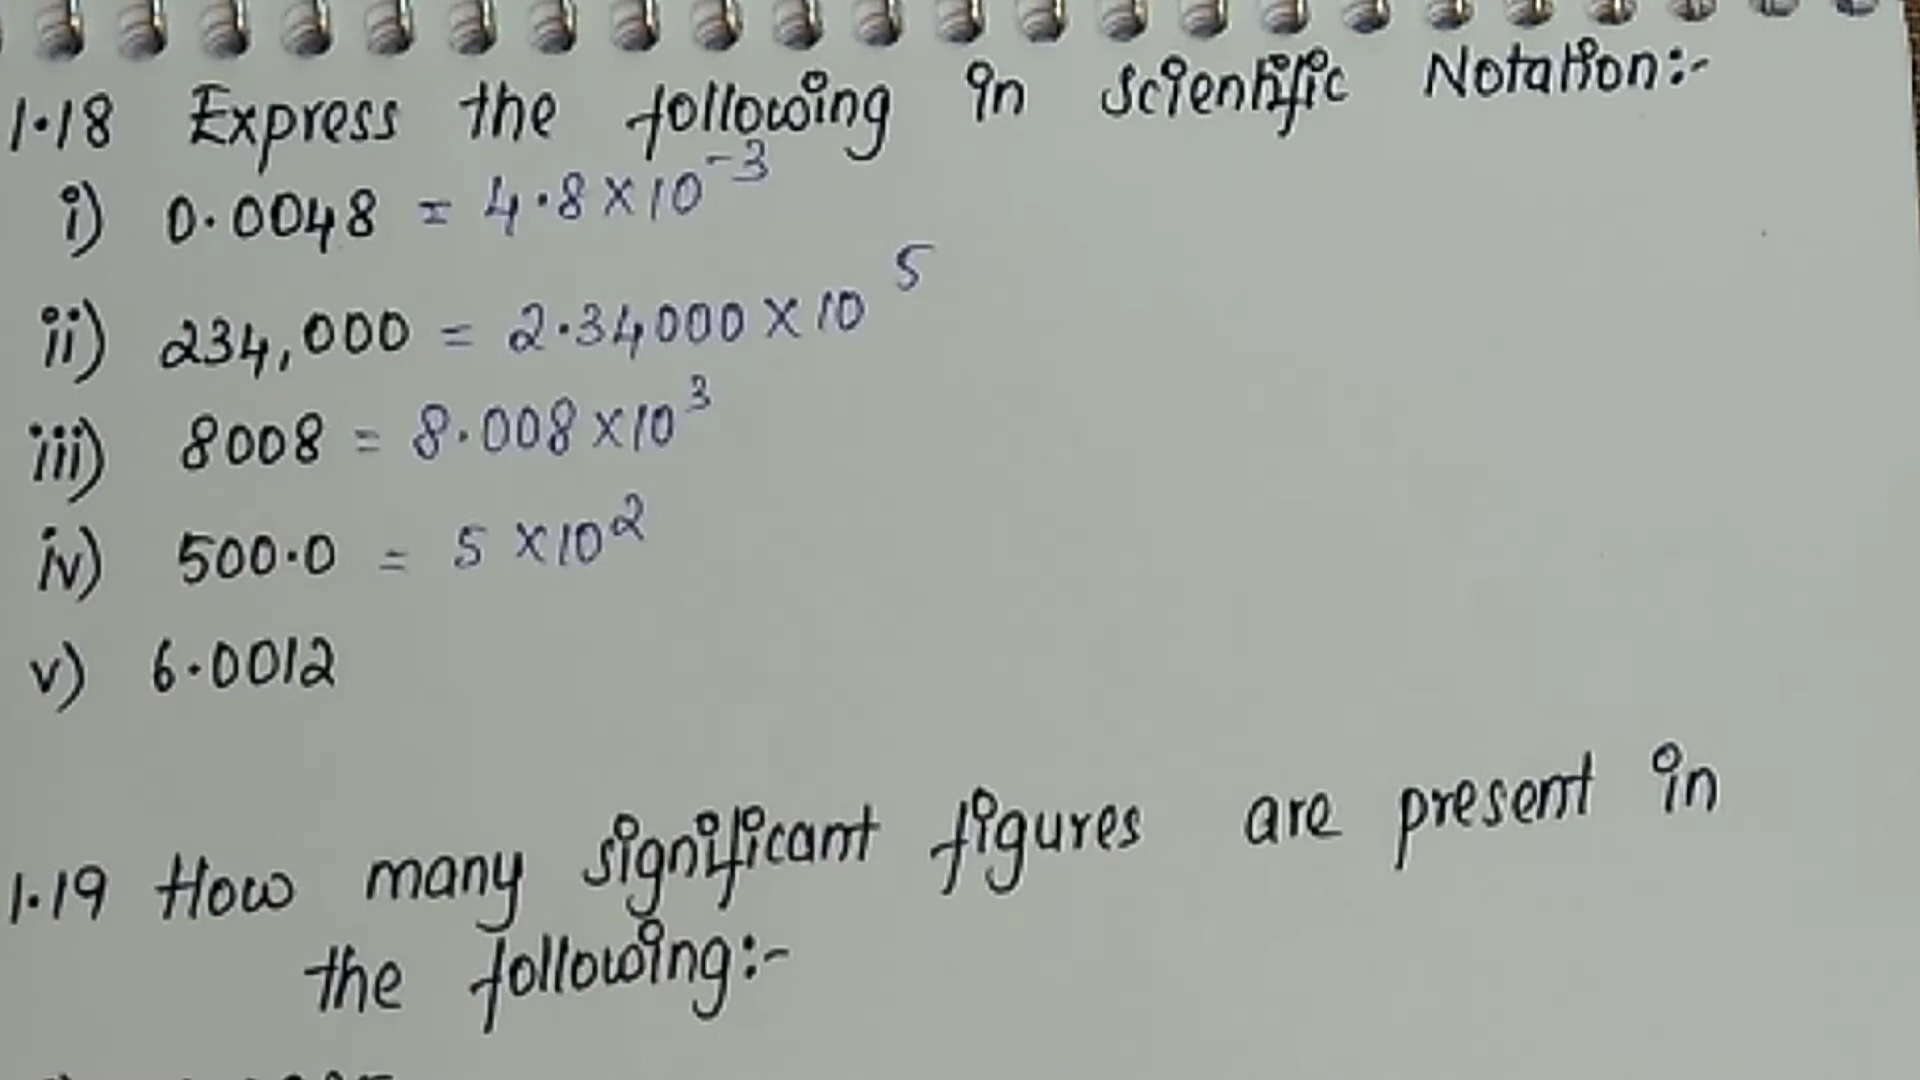 1.18 Express the following in Scientific Notation:-
i) 0.0048 = 4.8 × 10⁻³
ii) 234,000 = 2.34000 × 10⁵
iii) 8008 = 8.008 × 10³
iv) 500.0 = 5 × 10²
v) 6.0012
1.19 How many significant figures are present in
the following:-